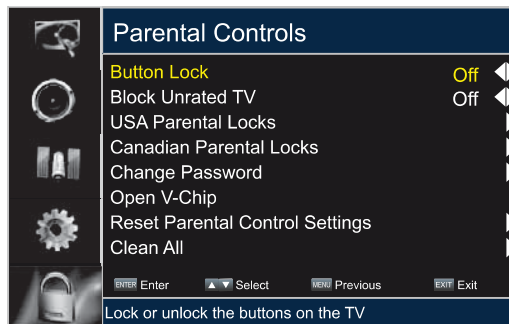 Parental Controls
Button Lock Off
Block Unrated TV Off
USA Parental Locks
Canadian Parental Locks
Change Password
Open V-Chip
Reset Parental Control Settings
Clean All
ENTER Enter Select MENU Previous EXIT Exit
Lock or unlock the buttons on the TV